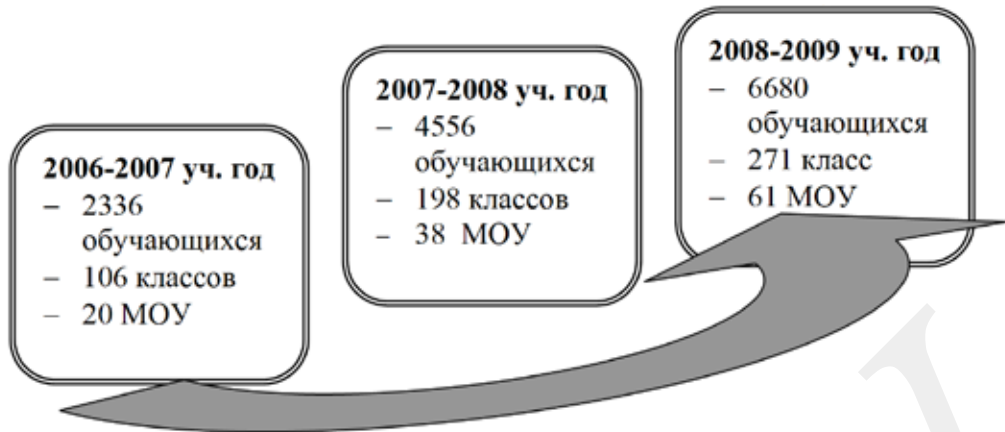 2006-2007 уч. год
– 2336
обучающихся
– 106 классов
– 20 МОУ
2007-2008 уч. год
– 4556
обучающихся
– 198 классов
– 38 МОУ
2008-2009 уч. год
– 6680
обучающихся
– 271 класс
– 61 МОУ